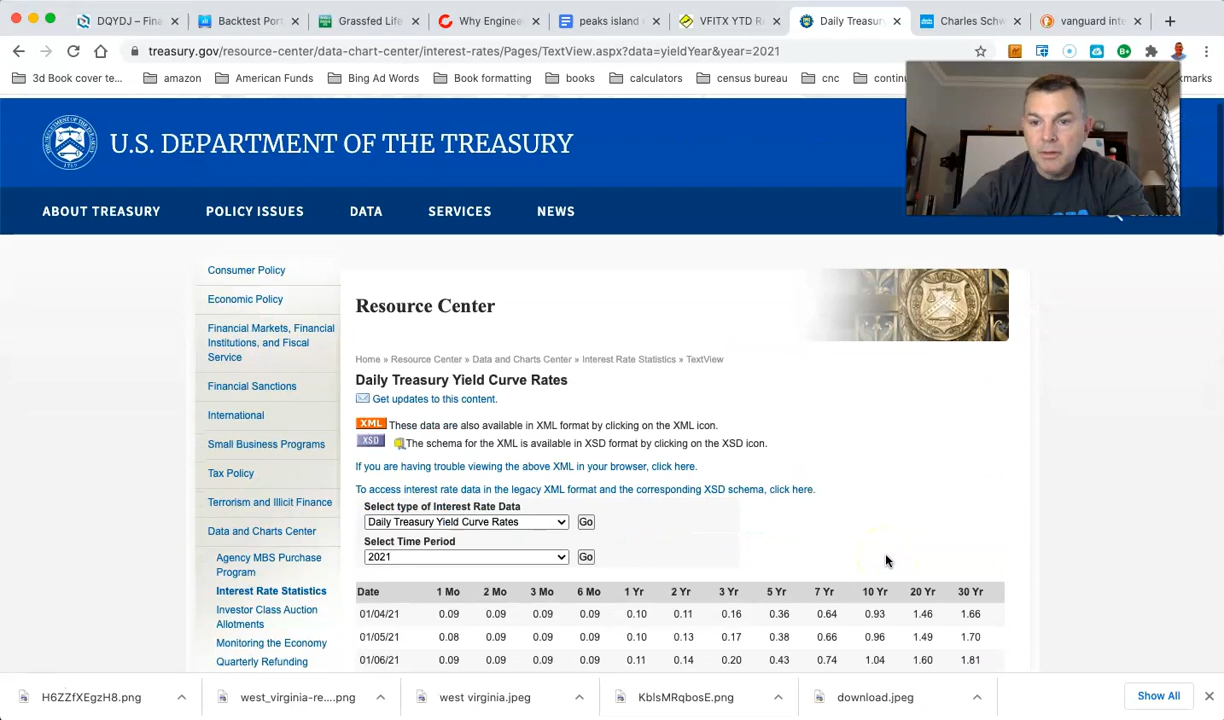 DQYDJ – Fina
Backtest Port
Grassfed Life
Why Enginee
peaks island
VFITX YTD Re
Daily Treasury
Charles Schw
vanguard inte
treasury.gov/resource-center/data-chart-center/interest-rates/Pages/TextView.aspx?data=yieldYear&year=2021
3d Book cover te...
amazon
American Funds
Bing Ad Words
Book formatting
books
calculators
census bureau
cnc
U.S. DEPARTMENT OF THE TREASURY
ABOUT TREASURY POLICY ISSUES DATA SERVICES NEWS
Consumer Policy
Economic Policy
Financial Markets, Financial
Institutions, and Fiscal
Service
Financial Sanctions
International
Small Business Programs
Tax Policy
Terrorism and Illicit Finance
Data and Charts Center
Agency MBS Purchase
Program
Interest Rate Statistics
Investor Class Auction
Allotments
Monitoring the Economy
Quarterly Refunding
Resource Center
Home » Resource Center » Data and Charts Center » Interest Rate Statistics » TextView
Daily Treasury Yield Curve Rates
Get updates to this content.
XML These data are also available in XML format by clicking on the XML icon.
XSD The schema for the XML is available in XSD format by clicking on the XSD icon.
If you are having trouble viewing the above XML in your browser, click here.
To access interest rate data in the legacy XML format and the corresponding XSD schema, click here.
Select type of Interest Rate Data
Daily Treasury Yield Curve Rates Go
Select Time Period
2021 Go
Date 1 Mo 2 Mo 3 Mo 6 Mo 1 Yr 2 Yr 3 Yr 5 Yr 7 Yr 10 Yr 20 Yr 30 Yr
01/04/21 0.09 0.09 0.09 0.09 0.10 0.11 0.16 0.36 0.64 0.93 1.46 1.66
01/05/21 0.08 0.09 0.09 0.09 0.10 0.13 0.17 0.38 0.66 0.96 1.49 1.70
01/06/21 0.09 0.09 0.09 0.09 0.11 0.14 0.20 0.43 0.74 1.04 1.60 1.81
H6ZZfXEgzH8.png
west_virginia-re....png
west virginia.jpeg
KblsMRqbosE.png
download.jpeg
Show All